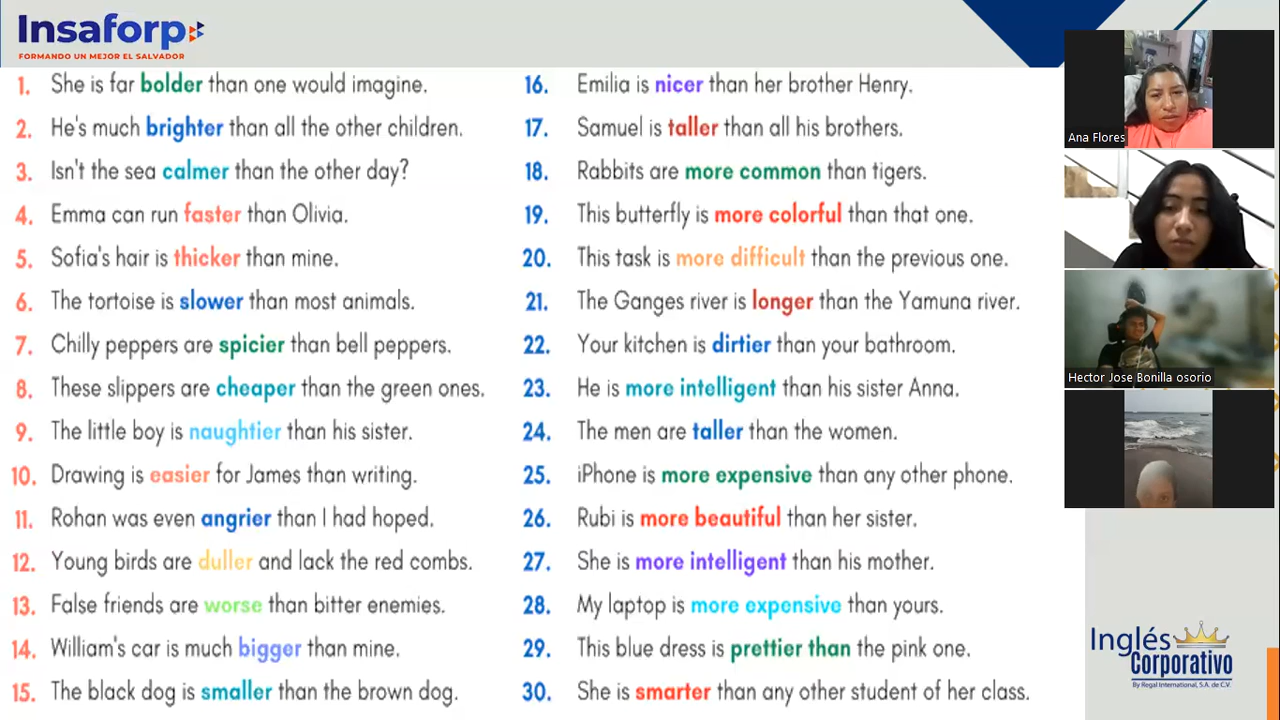 Insaforp
FORMANDO UN MEJOR EL SALVADOR
1. She is far bolder than one would imagine.
2. He's much brighter than all the other children.
3. Isn't the sea calmer than the other day?
4. Emma can run faster than Olivia.
5. Sofia's hair is thicker than mine.
6. The tortoise is slower than most animals.
7. Chilly peppers are spicier than bell peppers.
8. These slippers are cheaper than the green ones.
9. The little boy is naughtier than his sister.
10. Drawing is easier for James than writing.
11. Rohan was even angrier than I had hoped.
12. Young birds are duller and lack the red combs.
13. False friends are worse than bitter enemies.
14. William's car is much bigger than mine.
15. The black dog is smaller than the brown dog.
16. Emilia is nicer than her brother Henry.
17. Samuel is taller than all his brothers.
18. Rabbits are more common than tigers.
19. This butterfly is more colorful than that one.
20. This task is more difficult than the previous one.
21. The Ganges river is longer than the Yamuna river.
22. Your kitchen is dirtier than your bathroom.
23. He is more intelligent than his sister Anna.
24. The men are taller than the women.
25. iPhone is more expensive than any other phone.
26. Rubi is more beautiful than her sister.
27. She is more intelligent than his mother.
28. My laptop is more expensive than yours.
29. This blue dress is prettier than the pink one.
30. She is smarter than any other student of her class.
Ana Flores
Hector Jose Bonilla osorio
Inglés
Corporativo
By Regal International, S.A. de C.V.